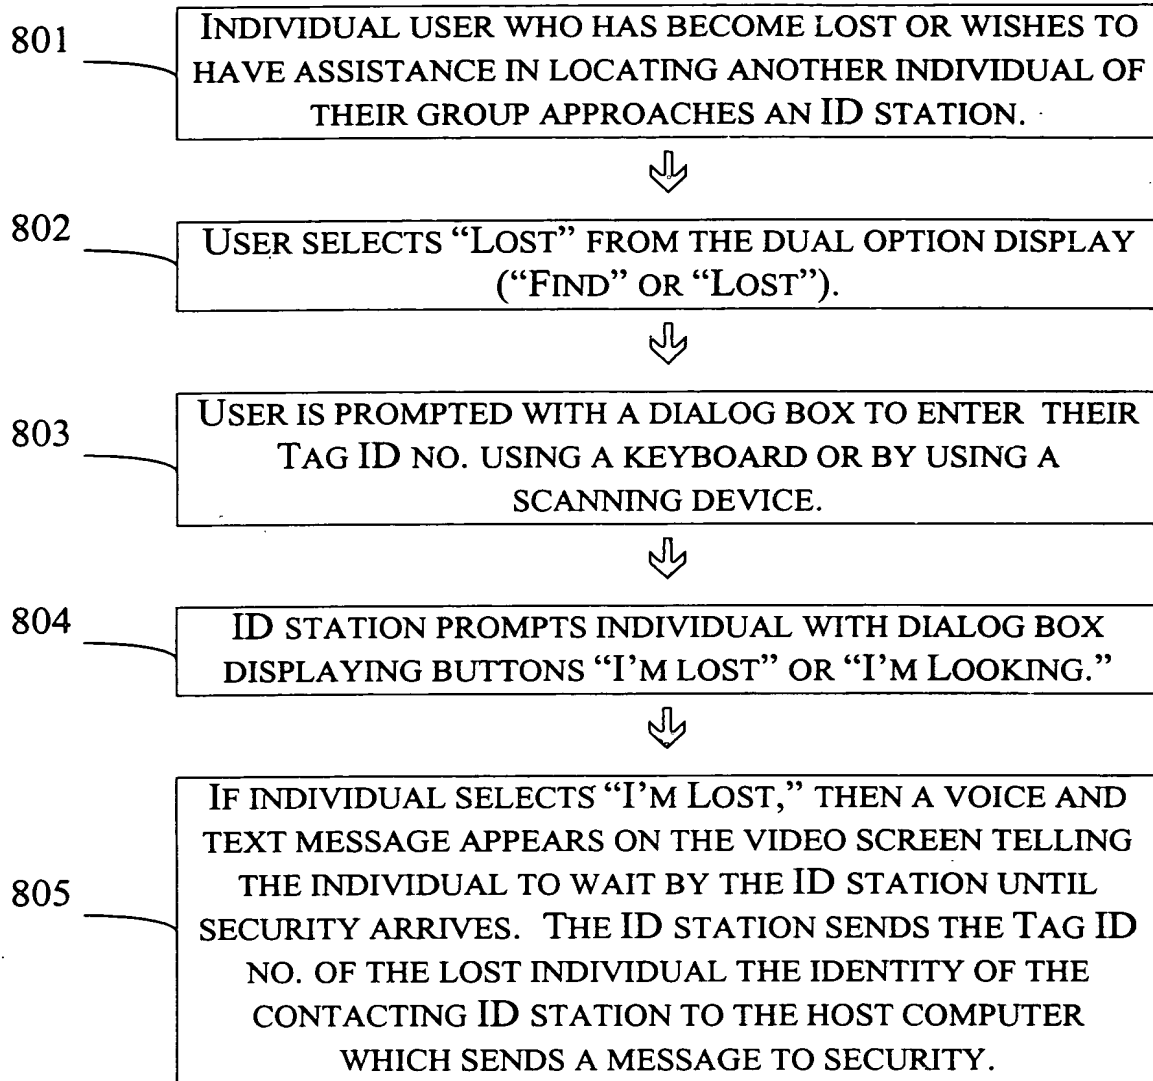 801
INDIVIDUAL USER WHO HAS BECOME LOST OR WISHES TO
HAVE ASSISTANCE IN LOCATING ANOTHER INDIVIDUAL OF
THEIR GROUP APPROACHES AN ID STATION.
802
USER SELECTS “LOST” FROM THE DUAL OPTION DISPLAY
(“FIND” OR “LOST”).
803
USER IS PROMPTED WITH A DIALOG BOX TO ENTER THEIR
TAG ID NO. USING A KEYBOARD OR BY USING A
SCANNING DEVICE.
804
ID STATION PROMPTS INDIVIDUAL WITH DIALOG BOX
DISPLAYING BUTTONS “I’M LOST” OR “I’M LOOKING.”
805
IF INDIVIDUAL SELECTS “I’M LOST,” THEN A VOICE AND
TEXT MESSAGE APPEARS ON THE VIDEO SCREEN TELLING
THE INDIVIDUAL TO WAIT BY THE ID STATION UNTIL
SECURITY ARRIVES. THE ID STATION SENDS THE TAG ID
NO. OF THE LOST INDIVIDUAL THE IDENTITY OF THE
CONTACTING ID STATION TO THE HOST COMPUTER
WHICH SENDS A MESSAGE TO SECURITY.